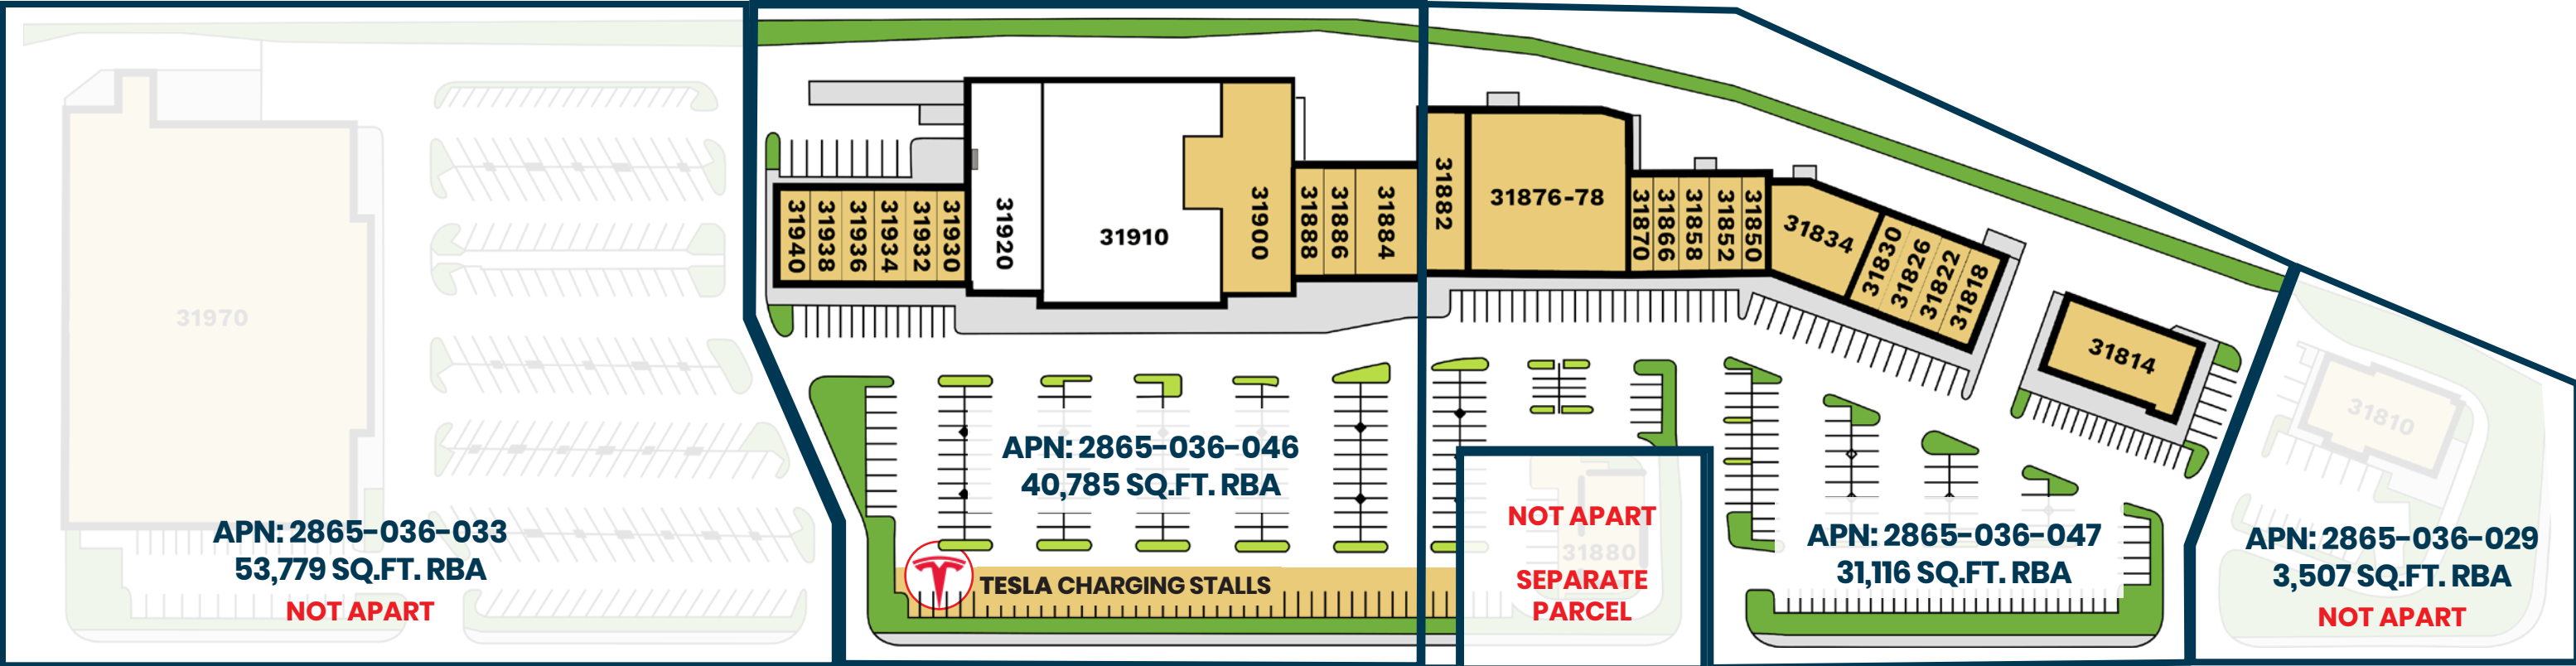 31970
APN: 2865-036-033
53,779 SQ.FT. RBA
NOT APART
31940
31938
31936
31934
31932
31930
31920
31910
31900
31888
31886
31884
31882
31876-78
31870
31866
31858
31852
31850
31834
31830
31826
31822
31818
31814
31810
APN: 2865-036-046
40,785 SQ.FT. RBA
TESLA CHARGING STALLS
NOT APART
31880
SEPARATE
PARCEL
APN: 2865-036-047
31,116 SQ.FT. RBA
APN: 2865-036-029
3,507 SQ.FT. RBA
NOT APART